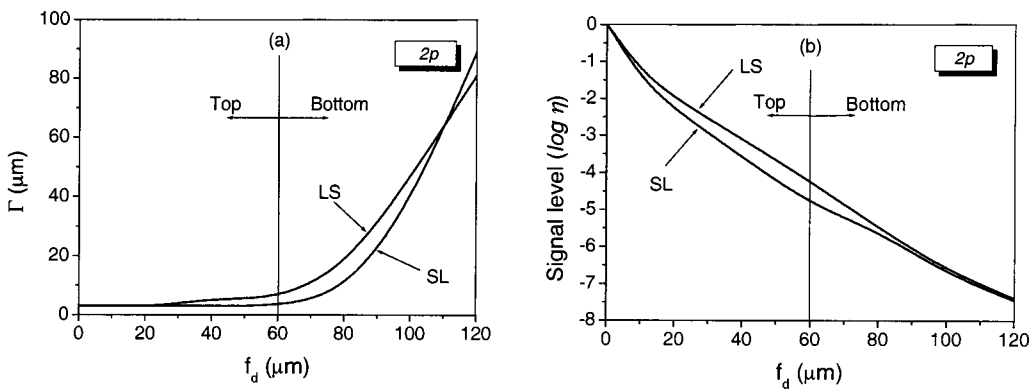 (a)
2p
100
80
60
40
20
0
Γ (μm)
Top
Bottom
LS
SL
0 20 40 60 80 100 120
f_d (μm)
(b)
2p
0
-1
-2
-3
-4
-5
-6
-7
-8
Signal level (log η)
LS
Top
Bottom
SL
0 20 40 60 80 100 120
f_d (μm)